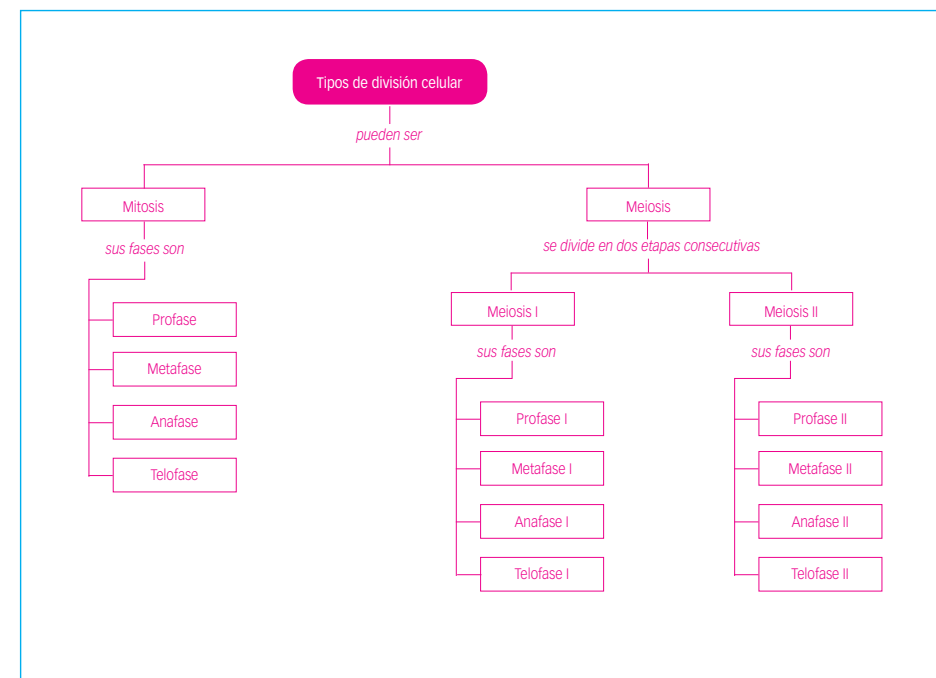 Tipos de división celular
pueden ser
Mitosis
sus fases son
Profase
Metafase
Anafase
Telofase
Meiosis
se divide en dos etapas consecutivas
Meiosis I
sus fases son
Profase I
Metafase I
Anafase I
Telofase I
Meiosis II
sus fases son
Profase II
Metafase II
Anafase II
Telofase II